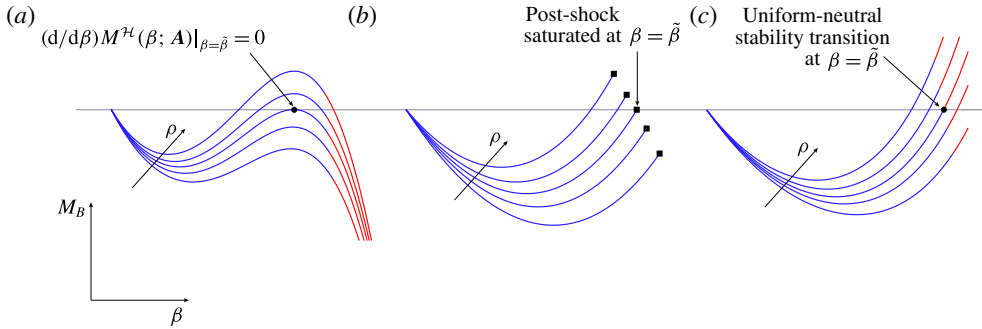 (a)
(d/dβ)M^ℋ(β; A)|β=β̃ = 0
ρ
M_B
β
(b)
Post-shock
saturated at β = β̃
ρ
(c)
Uniform-neutral
stability transition
at β = β̃
ρ